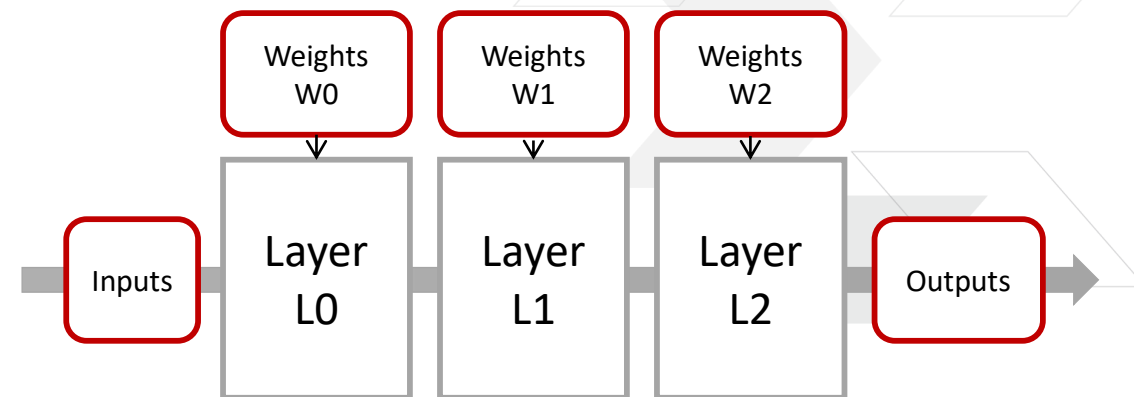 Weights
W0
Weights
W1
Weights
W2
Inputs
Layer
L0
Layer
L1
Layer
L2
Outputs